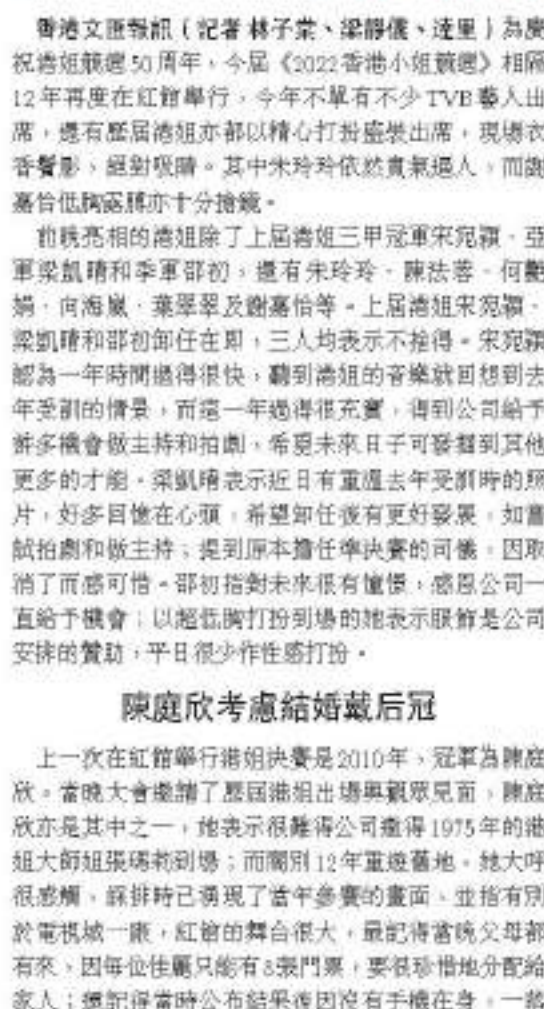 香港文匯報訊（記者 林子棠、梁靜儀、達里）為慶
祝港姐競選50周年，今屆《2022香港小姐競選》相隔
12年再度在紅館舉行，今年不單有不少TVB藝人出
席，還有歷屆港姐亦都以精心打扮盛裝出席，現場衣
香鬢影，絕對吸睛。其中朱玲玲依然貴氣逼人，而謝
嘉怡低胸露膊亦十分搶鏡。
前晚亮相的港姐除了上屆港姐三甲冠軍宋宛穎、亞
軍梁凱晴和季軍邵初，還有朱玲玲、陳法蓉、何艷
娟、向海嵐、葉翠翠及謝嘉怡等。上屆港姐宋宛穎、
梁凱晴和邵初卸任在即，三人均表示不捨得。宋宛穎
認為一年時間過得很快，聽到港姐的音樂就回想到去
年受訓的情景，而這一年過得很充實，得到公司給予
許多機會做主持和拍劇，希望未來日子可發掘到其他
更多的才能。梁凱晴表示近日有重溫去年受訓時的照
片，好多回憶在心頭，希望卸任後有更好發展，如嘗
試拍劇和做主持；提到原本擔任準決賽的司儀，因取
消了而感可惜。邵初指對未來很有憧憬，感恩公司一
直給予機會；以超低胸打扮到場的她表示服飾是公司
安排的贊助，平日很少作性感打扮。
陳庭欣考慮結婚戴后冠
上一次在紅館舉行港姐決賽是2010年，冠軍為陳庭
欣。當晚大會邀請了歷屆港姐出場與觀眾見面，陳庭
欣亦是其中之一，她表示很難得公司邀得1975年的港
姐大師姐張瑪莉到場；而闊別12年重遊舊地，她大呼
很感觸，綵排時已湧現了當年參賽的畫面，並指有別
於電視城一廠，紅館的舞台很大，最記得當晚父母都
有來，因每位佳麗只能有8張門票，要很珍惜地分配給
家人；還記得當時公布結果後因沒有手機在身，一離